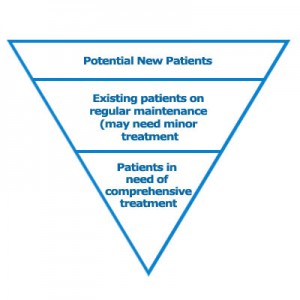 Potential New Patients
Existing patients on
regular maintenance
(may need minor
treatment
Patients in
need of
comprehensive
treatment